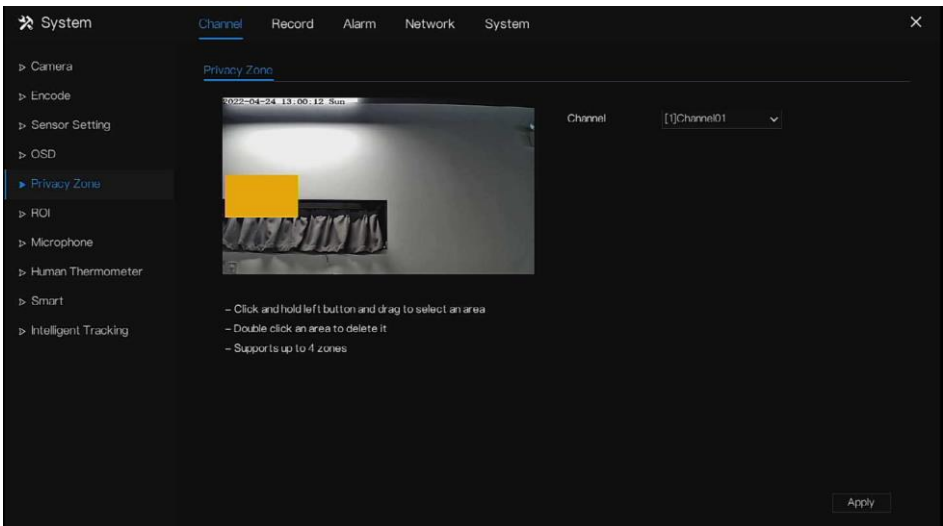 System
Channel Record Alarm Network System
Camera
Encode
Sensor Setting
OSD
Privacy Zone
ROI
Microphone
Human Thermometer
Smart
Intelligent Tracking
Privacy Zone
2022-04-24 13:00:12 Sun
Channel [1]Channel01
– Click and hold left button and drag to select an area
– Double click an area to delete it
– Supports up to 4 zones
Apply